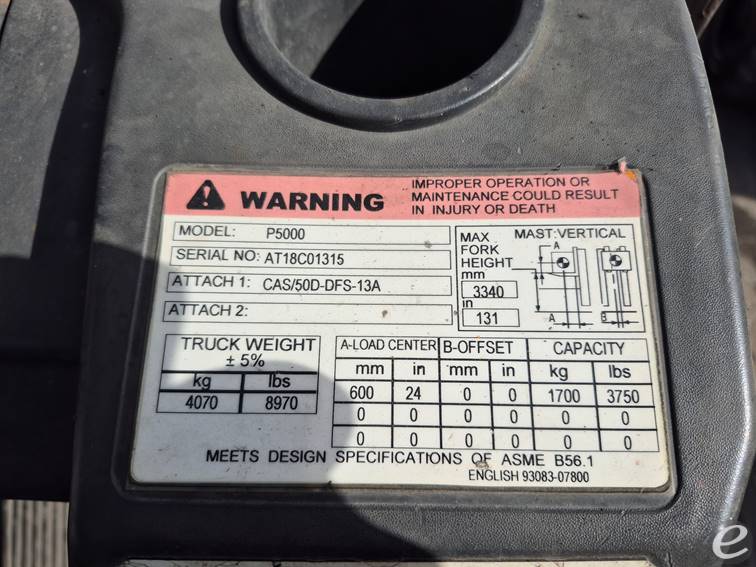 WARNING
IMPROPER OPERATION OR
MAINTENANCE COULD RESULT
IN INJURY OR DEATH
MODEL: P5000
SERIAL NO: AT18C01315
ATTACH 1: CAS/50D-DFS-13A
ATTACH 2:
MAX FORK HEIGHT
mm
3340
in
131
MAST:VERTICAL
A
A
B
TRUCK WEIGHT
± 5%
kg lbs
4070 8970
A-LOAD CENTER B-OFFSET CAPACITY
mm in mm in kg lbs
600 24 0 0 1700 3750
0 0 0 0 0 0
0 0 0 0 0 0
MEETS DESIGN SPECIFICATIONS OF ASME B56.1
ENGLISH 93083-07800
e